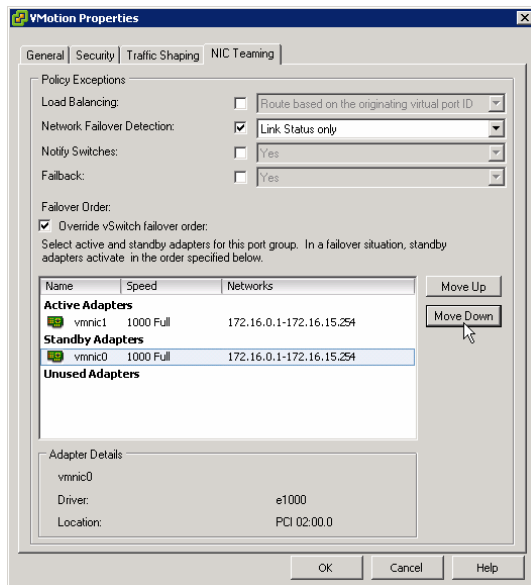 VMotion Properties
General Security Traffic Shaping NIC Teaming
Policy Exceptions
Load Balancing: Route based on the originating virtual port ID
Network Failover Detection: Link Status only
Notify Switches: Yes
Failback: Yes
Failover Order:
Override vSwitch failover order:
Select active and standby adapters for this port group. In a failover situation, standby
adapters activate in the order specified below.
Name Speed Networks
Move Up
Active Adapters
vmnic1 1000 Full 172.16.0.1-172.16.15.254
Move Down
Standby Adapters
vmnic0 1000 Full 172.16.0.1-172.16.15.254
Unused Adapters
Adapter Details
vmnic0
Driver: e1000
Location: PCI 02:00.0
OK Cancel Help